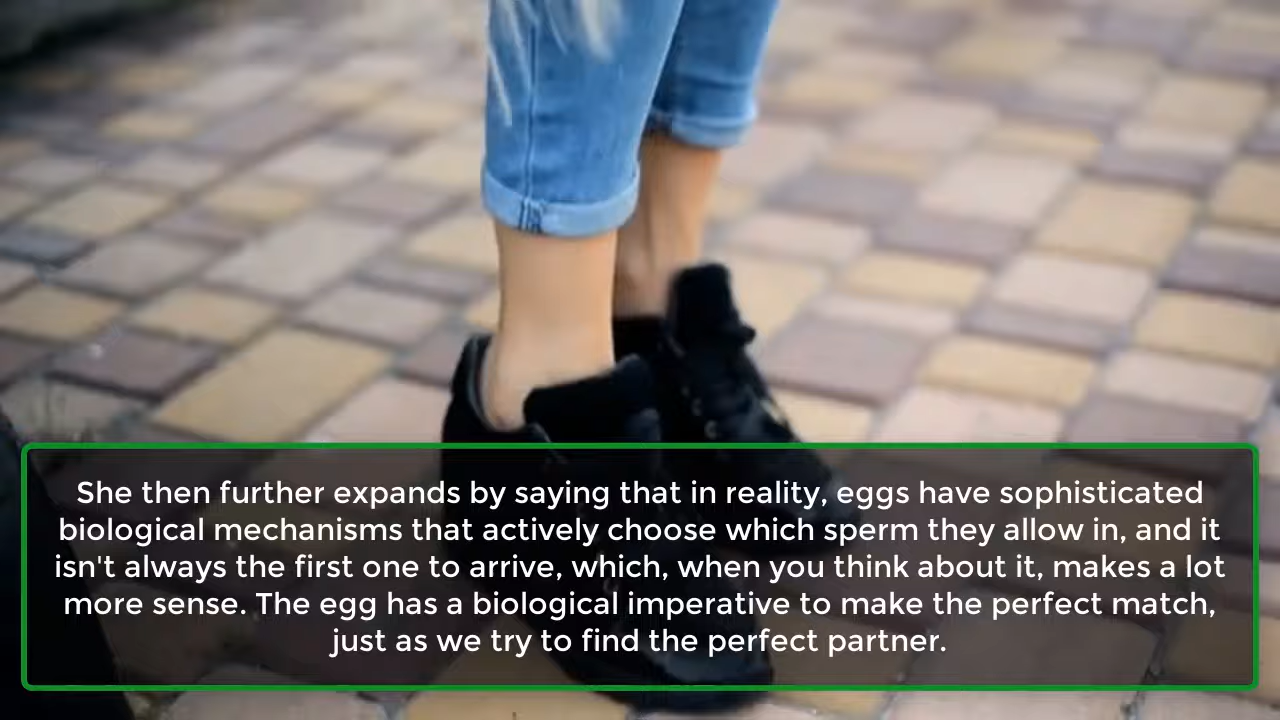 She then further expands by saying that in reality, eggs have sophisticated
biological mechanisms that actively choose which sperm they allow in, and it
isn't always the first one to arrive, which, when you think about it, makes a lot
more sense. The egg has a biological imperative to make the perfect match,
just as we try to find the perfect partner.